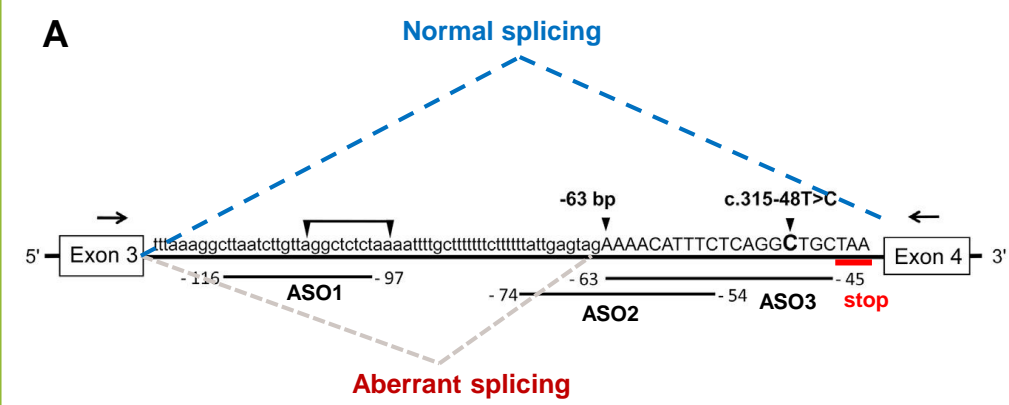 A
Normal splicing
-63 bp
c.315-48T>C
5'
Exon 3
tttaaaggcttaatcttgttaggctctctaaaattttgctttttttcttttttattgagtagAAAACATTTCTCAGGCTGCTAA
Exon 4
3'
- 116
- 97
ASO1
- 63
- 45
ASO3
stop
- 74
- 54
ASO2
Aberrant splicing